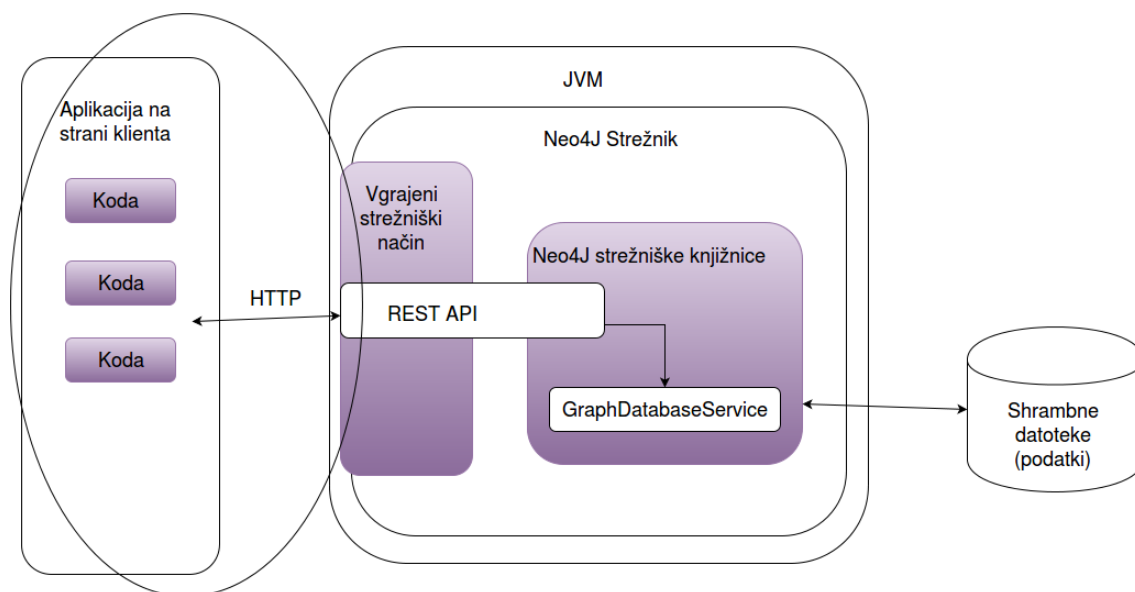 Aplikacija na
strani klienta
Koda
Koda
Koda
HTTP
JVM
Neo4J Strežnik
Vgrajeni
strežniški
način
REST API
Neo4J strežniške knjižnice
GraphDatabaseService
Shrambne
datoteke
(podatki)